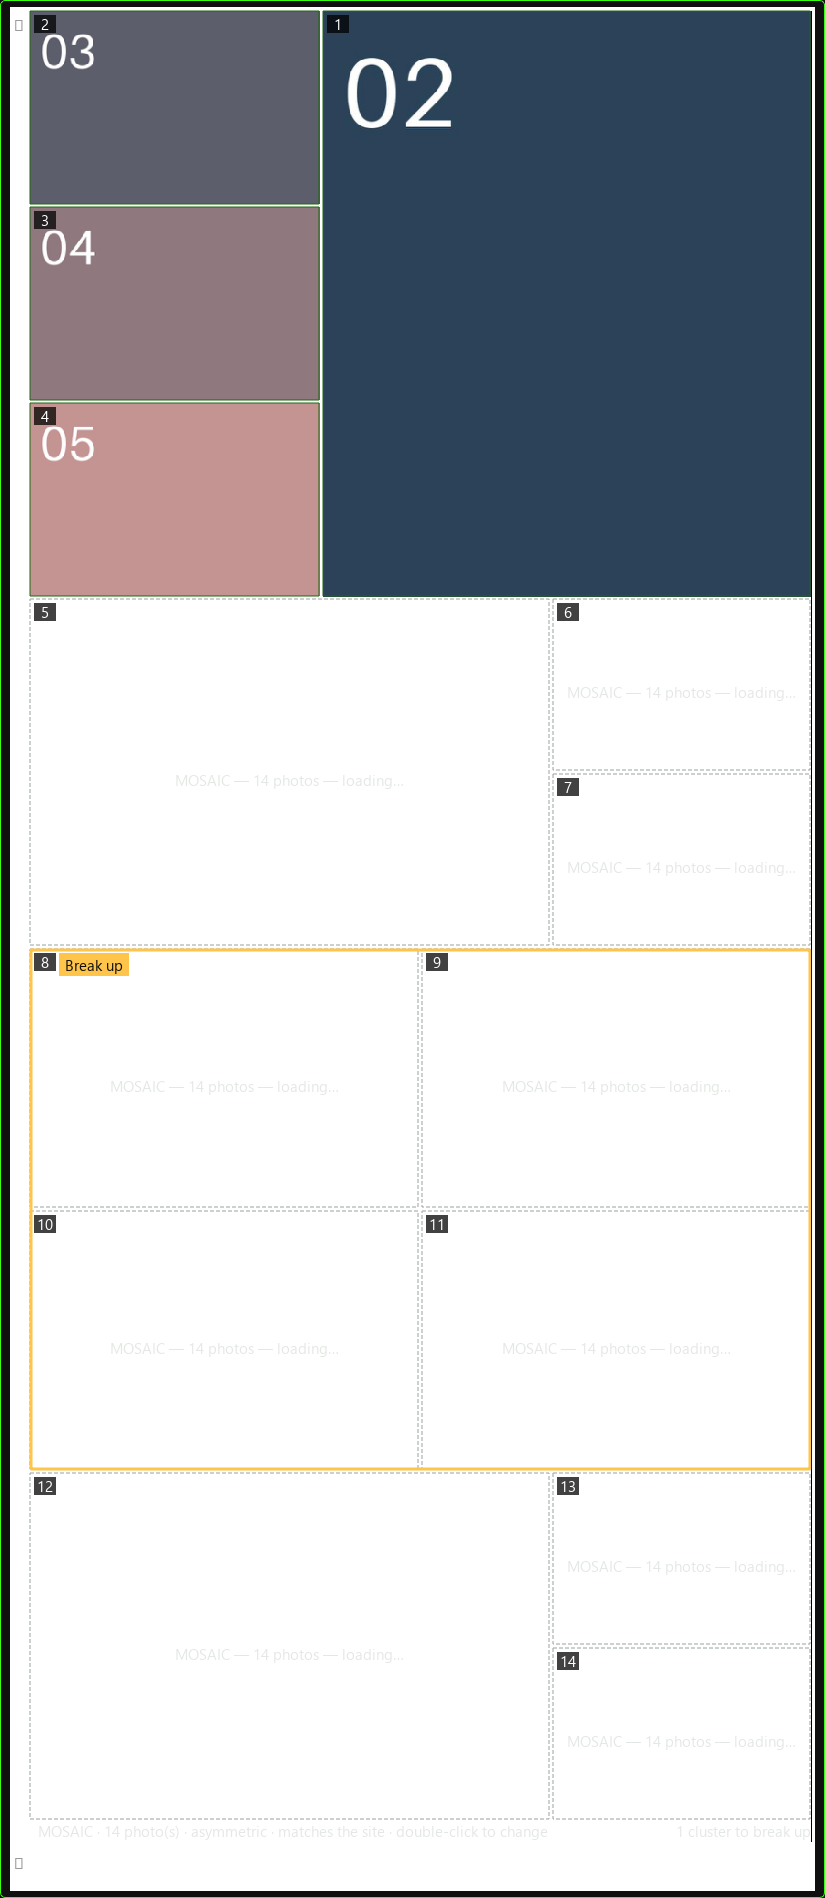 2
03
1
02
3
04
4
05
5
MOSAIC — 14 photos — loading...
6
MOSAIC — 14 photos — loading...
7
MOSAIC — 14 photos — loading...
8 Break up
MOSAIC — 14 photos — loading...
9
MOSAIC — 14 photos — loading...
10
MOSAIC — 14 photos — loading...
11
MOSAIC — 14 photos — loading...
12
MOSAIC — 14 photos — loading...
13
MOSAIC — 14 photos — loading...
14
MOSAIC — 14 photos — loading...
MOSAIC · 14 photo(s) · asymmetric · matches the site · double-click to change
1 cluster to break up